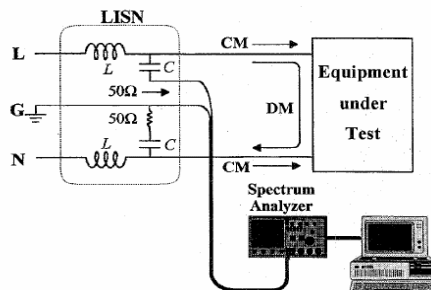 LISN
L
L
C
CM
50Ω
G
50Ω
DM
Equipment
under
Test
L
C
N
CM
Spectrum
Analyzer